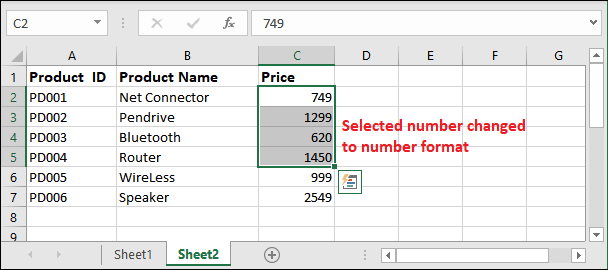 C2 fx 749
A B C D E F G
1 Product ID Product Name Price
2 PD001 Net Connector 749
3 PD002 Pendrive 1299
4 PD003 Bluetooth 620
5 PD004 Router 1450
6 PD005 WireLess 999
7 PD006 Speaker 2549
8
9
Selected number changed
to number format
Sheet1 Sheet2